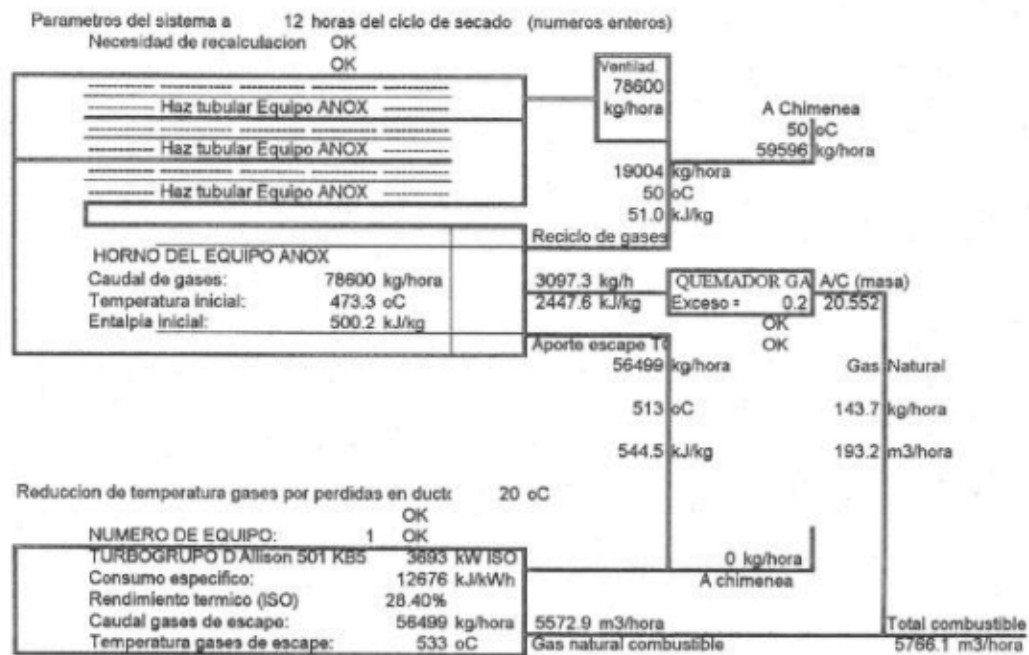 Parametros del sistema a 12 horas del ciclo de secado (numeros enteros)
Necesidad de recalculacion OK
OK
Ventilad.
78600
kg/hora
---------- Haz tubular Equipo ANOX ----------
---------- Haz tubular Equipo ANOX ----------
---------- Haz tubular Equipo ANOX ----------
A Chimenea
50 oC
59596 kg/hora
19004 kg/hora
50 oC
51.0 kJ/kg
Reciclo de gases
HORNO DEL EQUIPO ANOX
Caudal de gases: 78600 kg/hora
Temperatura inicial: 473.3 oC
Entalpia inicial: 500.2 kJ/kg
3097.3 kg/h
2447.6 kJ/kg
QUEMADOR GA A/C (masa)
Exceso = 0.2 20.552
OK
OK
Aporte escape TG
56499 kg/hora
513 oC
544.5 kJ/kg
Gas Natural
143.7 kg/hora
193.2 m3/hora
Reduccion de temperatura gases por perdidas en ducto 20 oC
OK
NUMERO DE EQUIPO: 1 OK
TURBOGRUPO D Allison 501 KB5 3693 kW ISO
Consumo especifico: 12676 kJ/kWh
Rendimiento termico (ISO) 28.40%
Caudal gases de escape: 56499 kg/hora
Temperatura gases de escape: 533 oC
0 kg/hora
A chimenea
5572.9 m3/hora
Gas natural combustible
Total combustible
5766.1 m3/hora